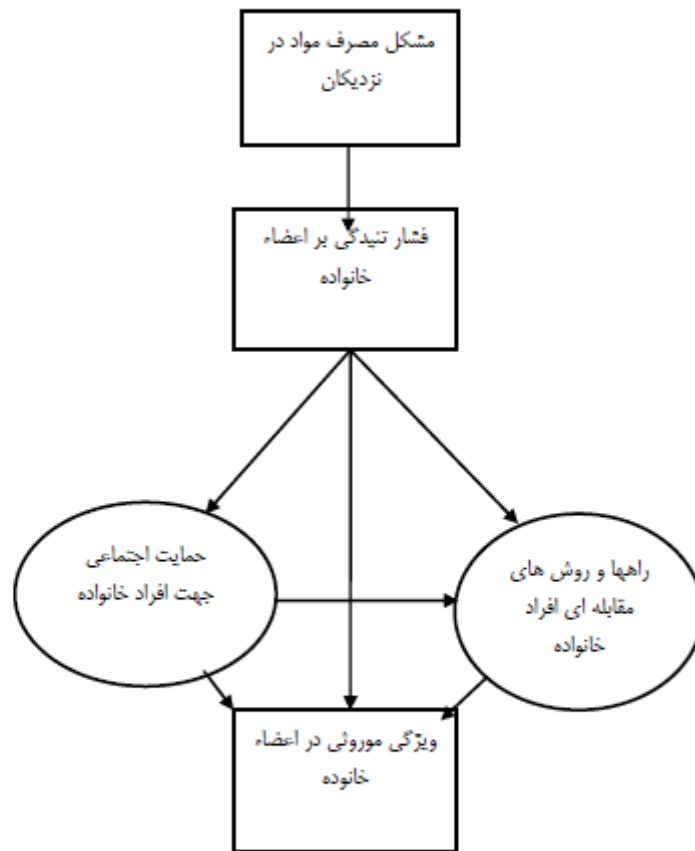 مشکل مصرف مواد در
نزدیکان
فشار تنیدگی بر اعضاء
خانواده
حمایت اجتماعی
جهت افراد خانواده
راهها و روش های
مقابله ای افراد
خانواده
ویژگی موروثی در اعضاء
خانوده